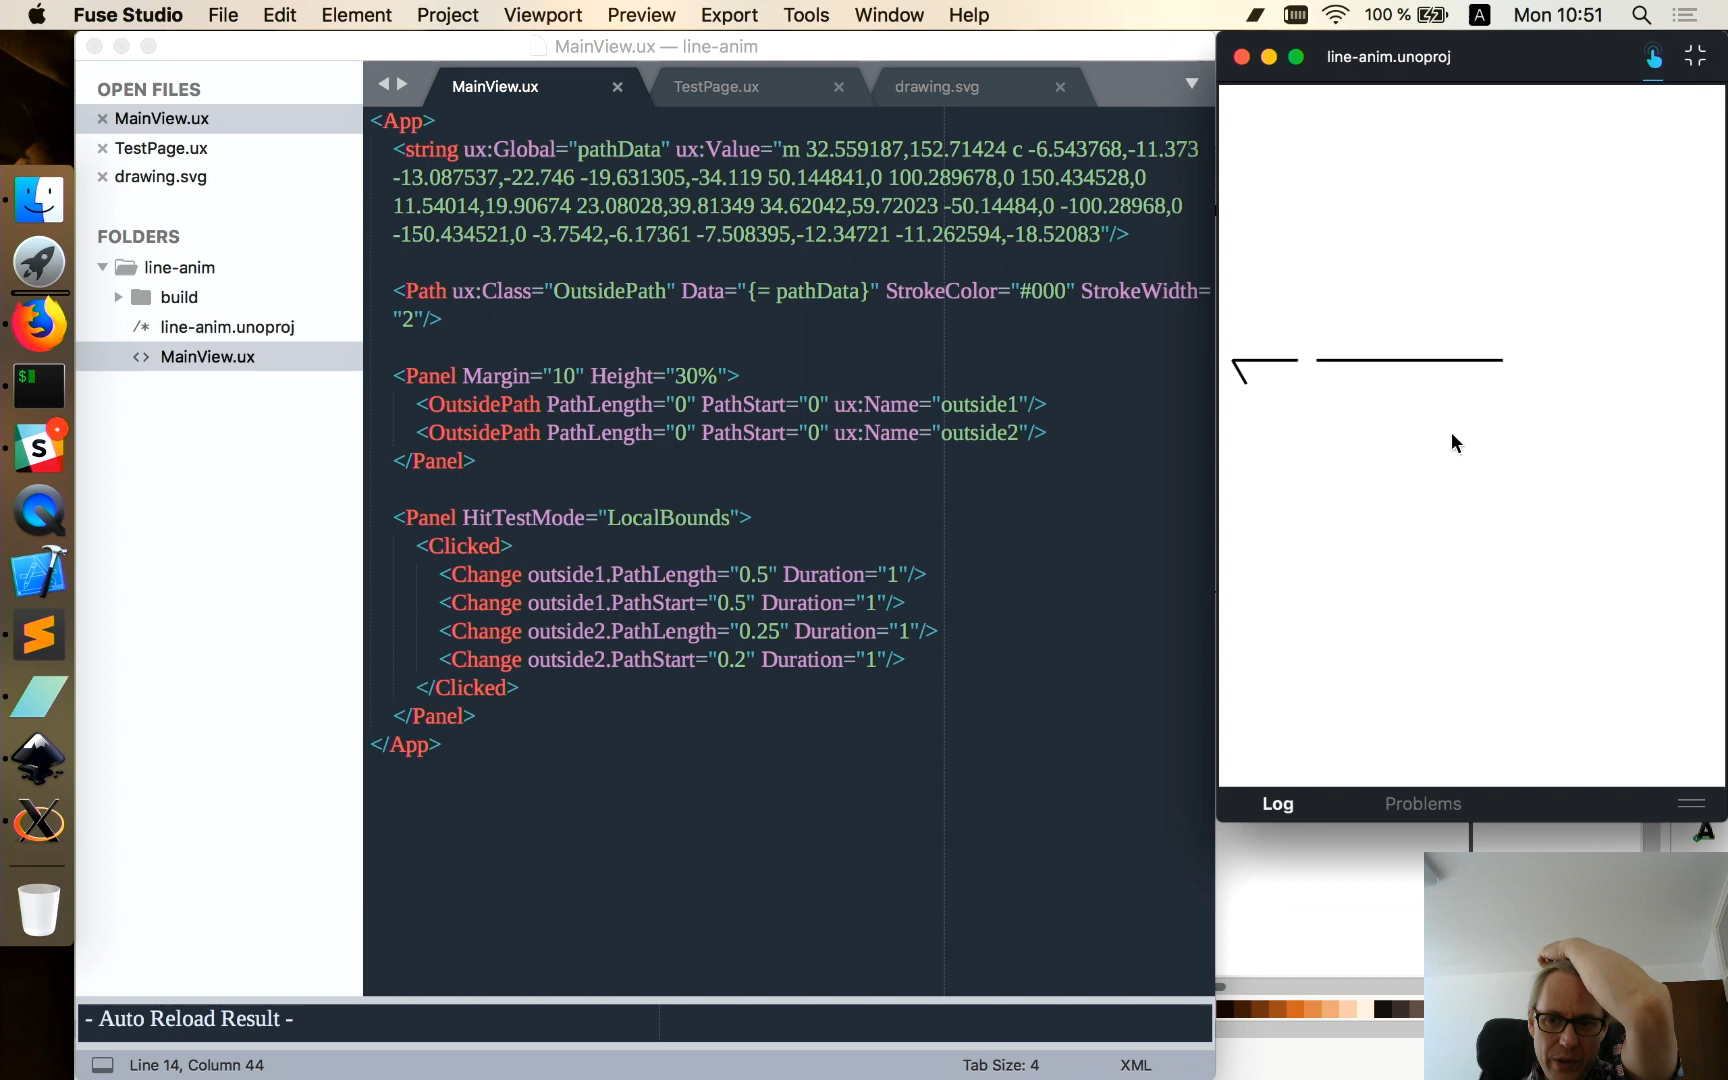 Fuse Studio File Edit Element Project Viewport Preview Export Tools Window Help 100 % A Mon 10:51
MainView.ux — line-anim
OPEN FILES
MainView.ux
TestPage.ux
drawing.svg
FOLDERS
line-anim
build
/* line-anim.unoproj
<> MainView.ux
MainView.ux TestPage.ux drawing.svg
<App>
<string ux:Global="pathData" ux:Value="m 32.559187,152.71424 c -6.543768,-11.373
-13.087537,-22.746 -19.631305,-34.119 50.144841,0 100.289678,0 150.434528,0
11.54014,19.90674 23.08028,39.81349 34.62042,59.72023 -50.14484,0 -100.28968,0
-150.434521,0 -3.7542,-6.17361 -7.508395,-12.34721 -11.262594,-18.52083"/>
<Path ux:Class="OutsidePath" Data="{= pathData}" StrokeColor="#000" StrokeWidth=
"2"/>
<Panel Margin="10" Height="30%">
<OutsidePath PathLength="0" PathStart="0" ux:Name="outside1"/>
<OutsidePath PathLength="0" PathStart="0" ux:Name="outside2"/>
</Panel>
<Panel HitTestMode="LocalBounds">
<Clicked>
<Change outside1.PathLength="0.5" Duration="1"/>
<Change outside1.PathStart="0.5" Duration="1"/>
<Change outside2.PathLength="0.25" Duration="1"/>
<Change outside2.PathStart="0.2" Duration="1"/>
</Clicked>
</Panel>
</App>
- Auto Reload Result -
Line 14, Column 44 Tab Size: 4 XML
line-anim.unoproj
Log Problems
$
S
A